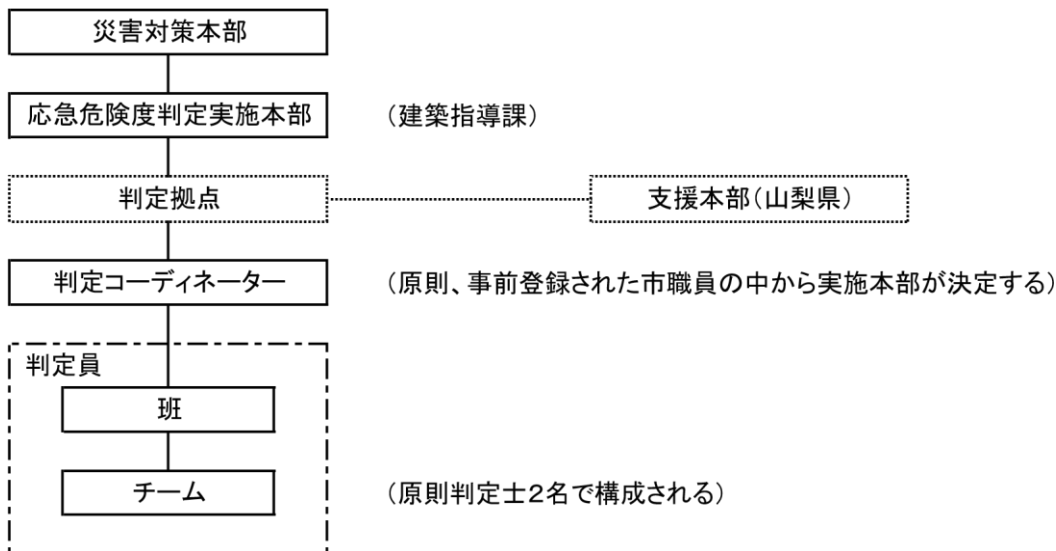 災害対策本部
応急危険度判定実施本部 （建築指導課）
判定拠点 支援本部（山梨県）
判定コーディネーター （原則、事前登録された市職員の中から実施本部が決定する）
判定員
班
チーム （原則判定士２名で構成される）